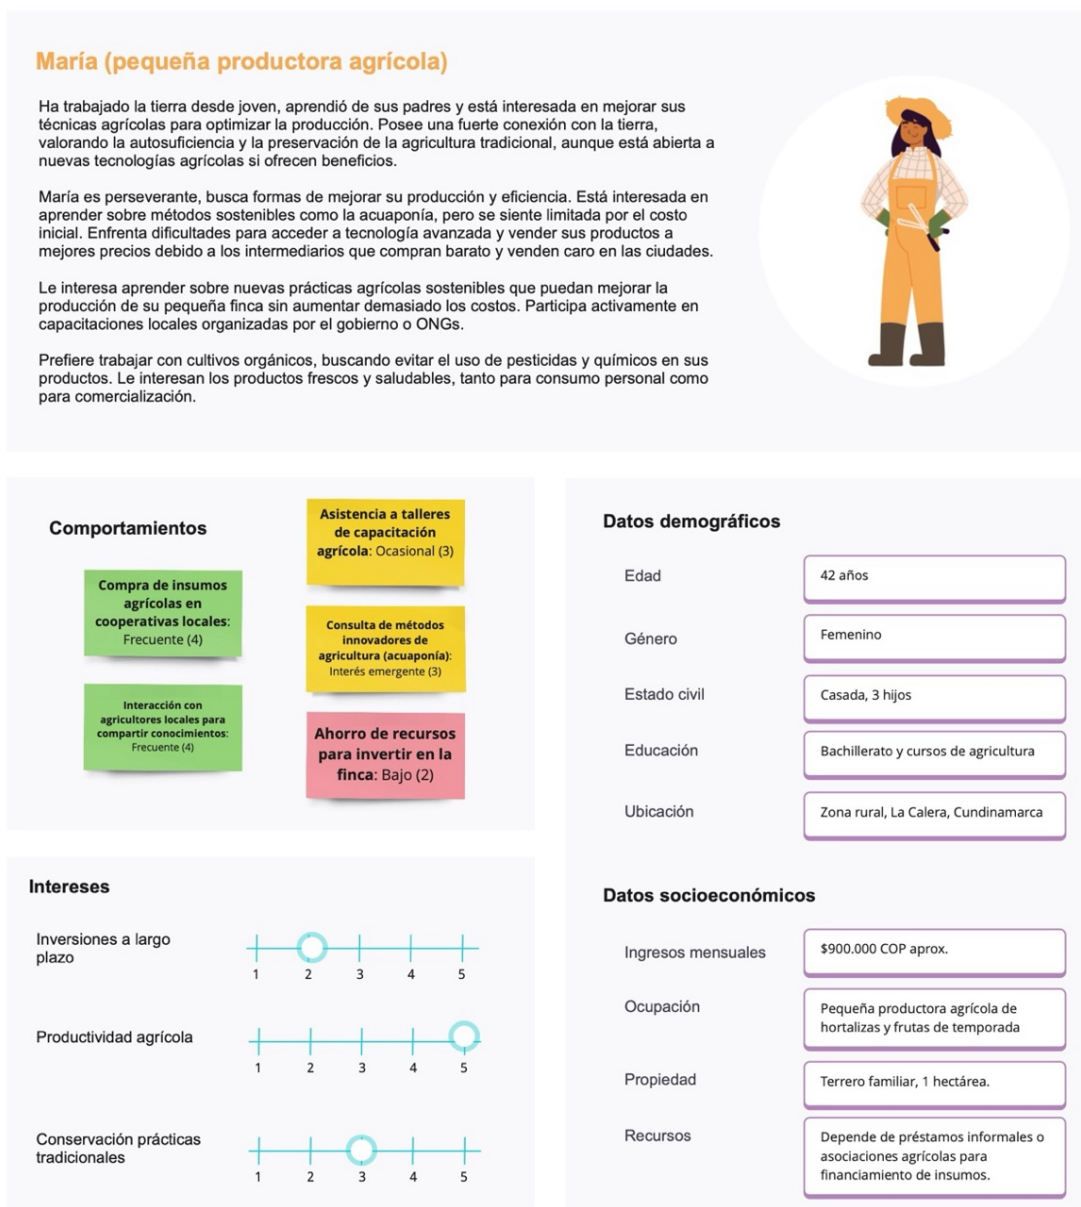 María (pequeña productora agrícola)
Ha trabajado la tierra desde joven, aprendió de sus padres y está interesada en mejorar sus
técnicas agrícolas para optimizar la producción. Posee una fuerte conexión con la tierra,
valorando la autosuficiencia y la preservación de la agricultura tradicional, aunque está abierta a
nuevas tecnologías agrícolas si ofrecen beneficios.
María es perseverante, busca formas de mejorar su producción y eficiencia. Está interesada en
aprender sobre métodos sostenibles como la acuaponía, pero se siente limitada por el costo
inicial. Enfrenta dificultades para acceder a tecnología avanzada y vender sus productos a
mejores precios debido a los intermediarios que compran barato y venden caro en las ciudades.
Le interesa aprender sobre nuevas prácticas agrícolas sostenibles que puedan mejorar la
producción de su pequeña finca sin aumentar demasiado los costos. Participa activamente en
capacitaciones locales organizadas por el gobierno o ONGs.
Prefiere trabajar con cultivos orgánicos, buscando evitar el uso de pesticidas y químicos en sus
productos. Le interesan los productos frescos y saludables, tanto para consumo personal como
para comercialización.
Comportamientos
Compra de insumos
agrícolas en
cooperativas locales:
Frecuente (4)
Interacción con
agricultores locales para
compartir conocimientos:
Frecuente (4)
Asistencia a talleres
de capacitación
agrícola: Ocasional (3)
Consulta de métodos
innovadores de
agricultura (acuaponía):
Interés emergente (3)
Ahorro de recursos
para invertir en la
finca: Bajo (2)
Intereses
Inversiones a largo
plazo
1 2 3 4 5
Productividad agrícola
1 2 3 4 5
Conservación prácticas
tradicionales
1 2 3 4 5
Datos demográficos
Edad 42 años
Género Femenino
Estado civil Casada, 3 hijos
Educación Bachillerato y cursos de agricultura
Ubicación Zona rural, La Calera, Cundinamarca
Datos socioeconómicos
Ingresos mensuales $900.000 COP aprox.
Ocupación Pequeña productora agrícola de
hortalizas y frutas de temporada
Propiedad Terrero familiar, 1 hectárea.
Recursos Depende de préstamos informales o
asociaciones agrícolas para
financiamiento de insumos.